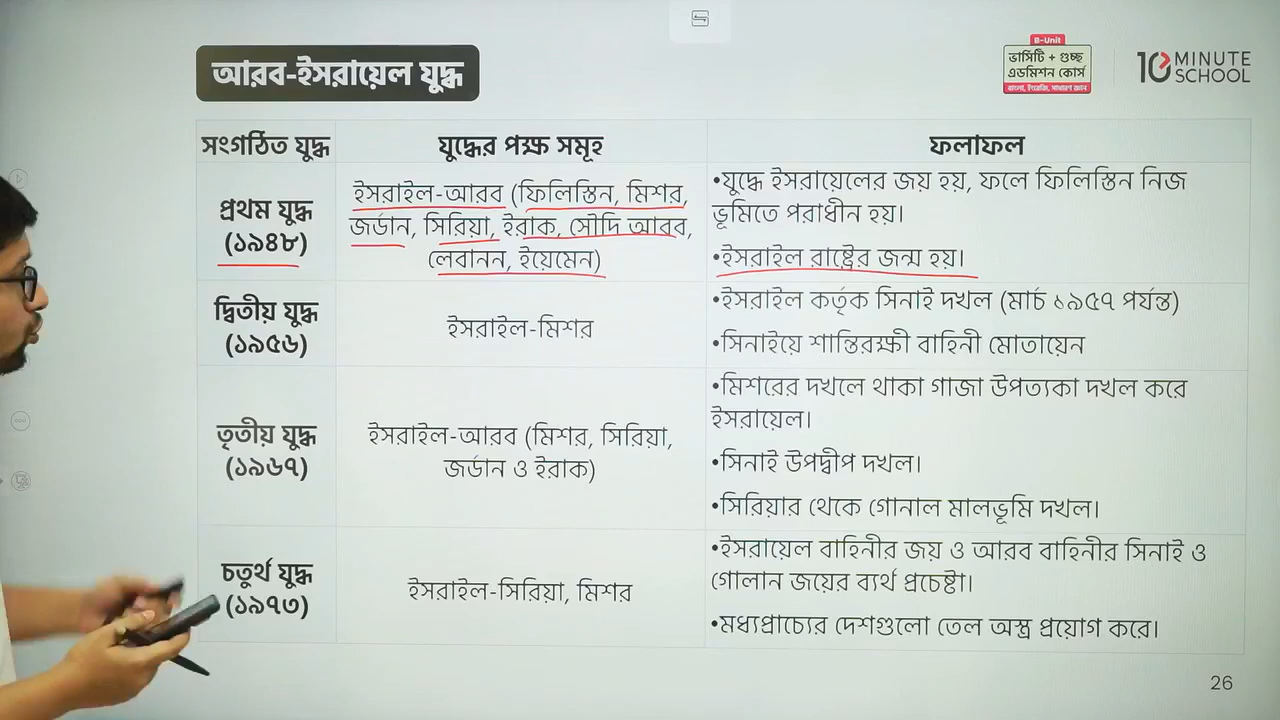 আরব-ইসরায়েল যুদ্ধ
B-Unit
ভার্সিটি + গুচ্ছ
এডমিশন কোর্স
বাংলা, ইংরেজি, সাধারণ জ্ঞান
10 MINUTE
SCHOOL
সংগঠিত যুদ্ধ
যুদ্ধের পক্ষ সমূহ
ফলাফল
প্রথম যুদ্ধ
(১৯৪৮)
ইসরাইল-আরব (ফিলিস্তিন, মিশর,
জর্ডান, সিরিয়া, ইরাক, সৌদি আরব,
লেবানন, ইয়েমেন)
•যুদ্ধে ইসরায়েলের জয় হয়, ফলে ফিলিস্তিন নিজ
ভূমিতে পরাধীন হয়।
•ইসরাইল রাষ্ট্রের জন্ম হয়।
দ্বিতীয় যুদ্ধ
(১৯৫৬)
ইসরাইল-মিশর
•ইসরাইল কর্তৃক সিনাই দখল (মার্চ ১৯৫৭ পর্যন্ত)
•সিনাইয়ে শান্তিরক্ষী বাহিনী মোতায়েন
তৃতীয় যুদ্ধ
(১৯৬৭)
ইসরাইল-আরব (মিশর, সিরিয়া,
জর্ডান ও ইরাক)
•মিশরের দখলে থাকা গাজা উপত্যকা দখল করে
ইসরায়েল।
•সিনাই উপদ্বীপ দখল।
•সিরিয়ার থেকে গোনাল মালভূমি দখল।
চতুর্থ যুদ্ধ
(১৯৭৩)
ইসরাইল-সিরিয়া, মিশর
•ইসরায়েল বাহিনীর জয় ও আরব বাহিনীর সিনাই ও
গোলান জয়ের ব্যর্থ প্রচেষ্টা।
•মধ্যপ্রাচ্যের দেশগুলো তেল অস্ত্র প্রয়োগ করে।
26